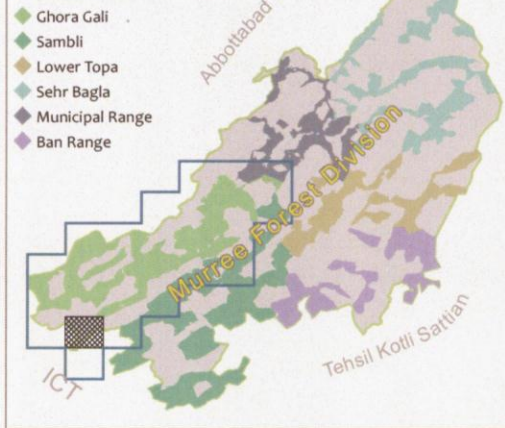 Ghora Gali
Sambli
Lower Topa
Sehr Bagla
Municipal Range
Ban Range
Abbottabad
Murree Forest Division
Tehsil Kotli Sattian
ICT